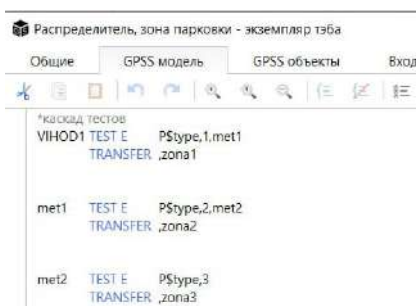 Распределитель, зона парковки - экземпляр тэба
Общие GPSS модель GPSS объекты Вход
*каскад тестов
VIHOD1 TEST E P$type,1,met1
TRANSFER ,zona1
met1 TEST E P$type,2,met2
TRANSFER ,zona2
met2 TEST E P$type,3
TRANSFER ,zona3